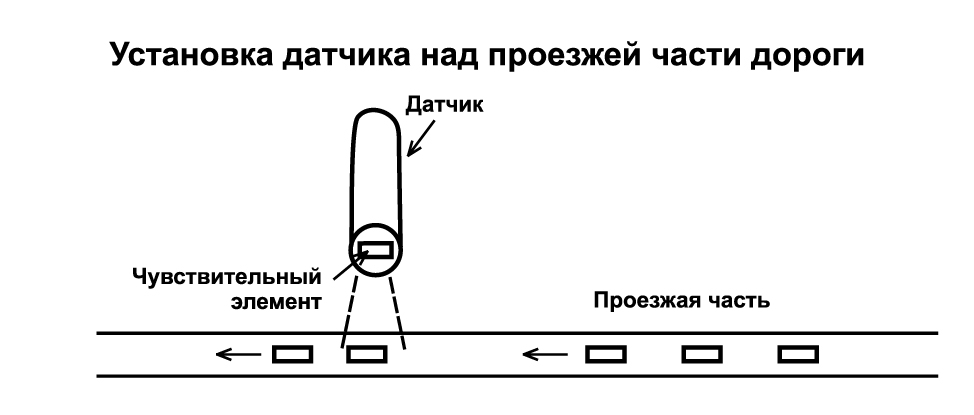 Установка датчика над проезжей части дороги
Датчик
Чувствительный
элемент
Проезжая часть